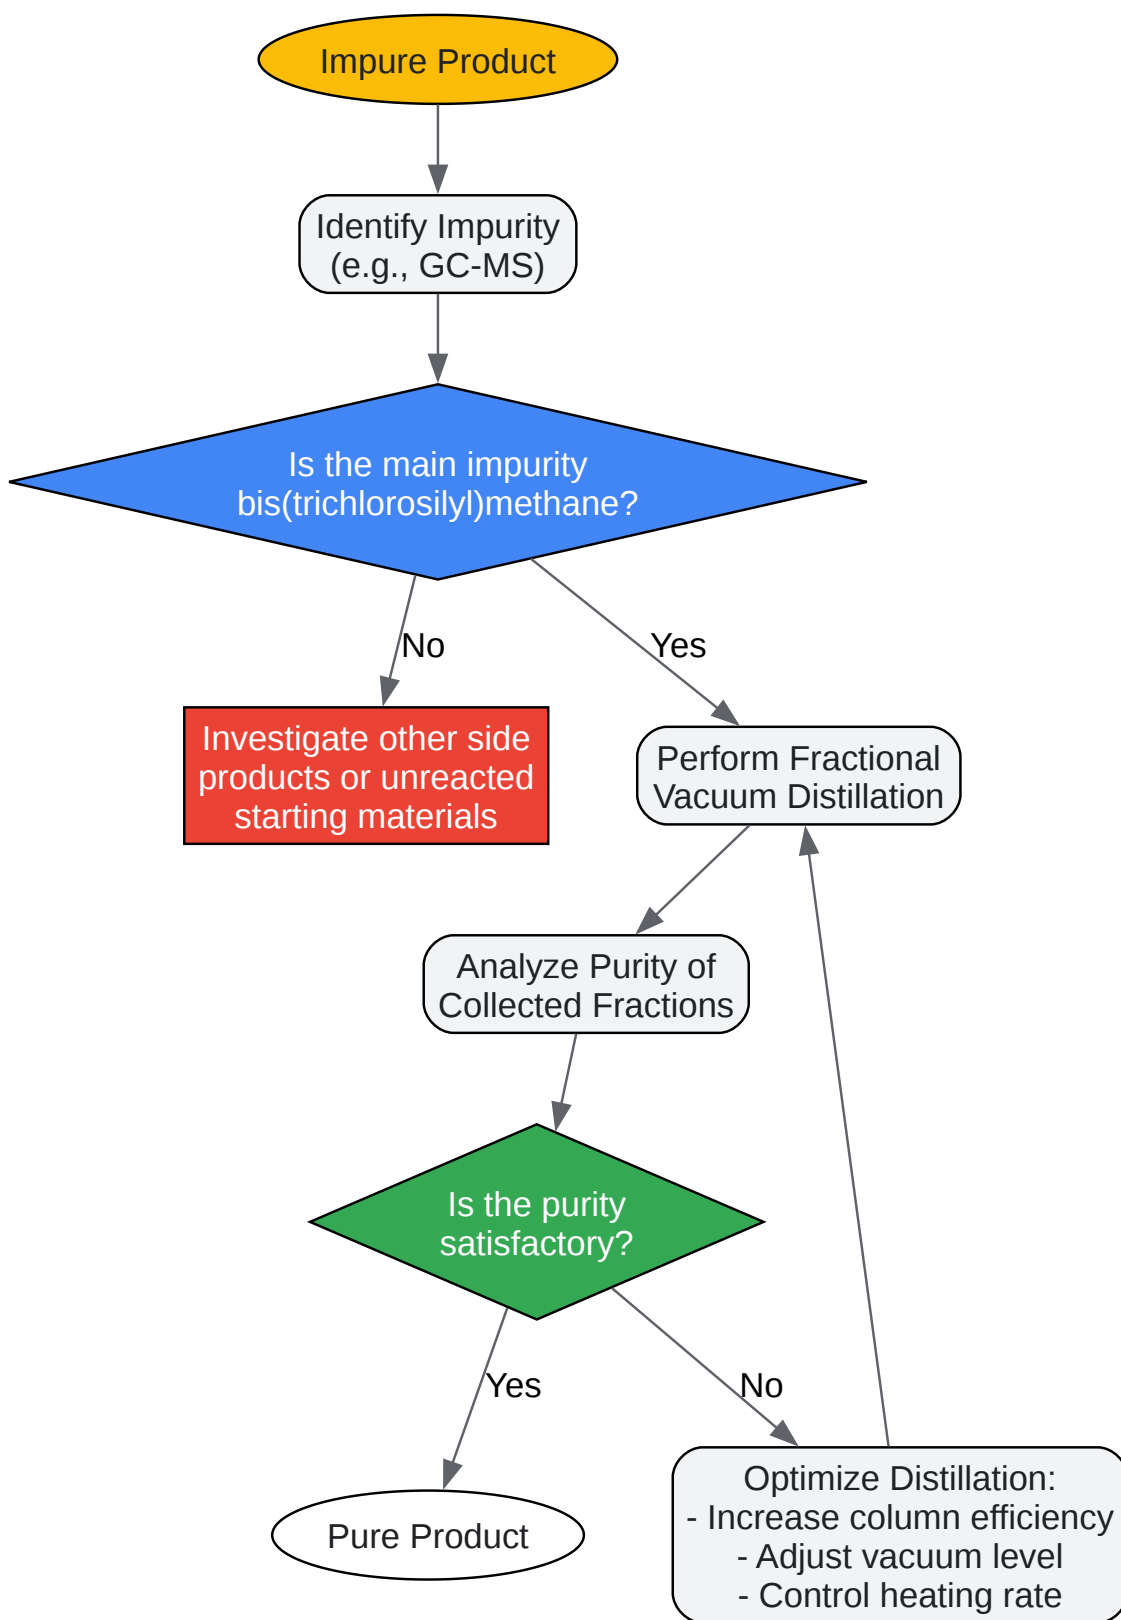 Impure Product
Identify Impurity
(e.g., GC-MS)
Is the main impurity
bis(trichlorosilyl)methane?
No
Yes
Investigate other side
products or unreacted
starting materials
Perform Fractional
Vacuum Distillation
Analyze Purity of
Collected Fractions
Is the purity
satisfactory?
Yes
No
Pure Product
Optimize Distillation:
- Increase column efficiency
- Adjust vacuum level
- Control heating rate